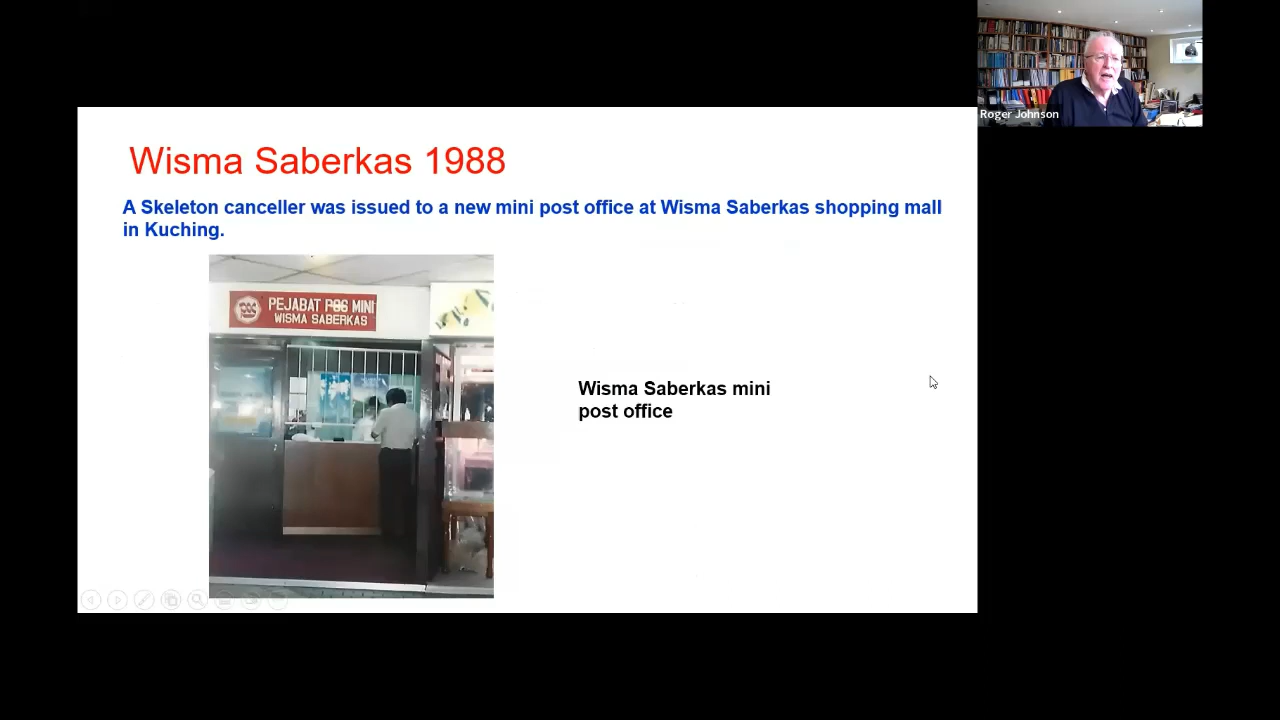 Roger Johnson
Wisma Saberkas 1988
A Skeleton canceller was issued to a new mini post office at Wisma Saberkas shopping mall
in Kuching.
PEJABAT POS MINI
WISMA SABERKAS
Wisma Saberkas mini
post office